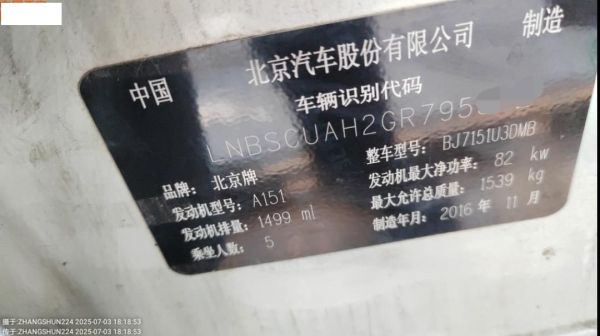 中国 北京汽车股份有限公司 制造
车辆识别代码
LNBSCUAH2GR795
品牌: 北京牌 整车型号: BJ7151U3DMB
发动机型号: A151 发动机最大净功率: 82 kw
发动机排量: 1499 ml 最大允许总质量: 1539 kg
乘坐人数: 5 制造年月: 2016 年 11 月
摄于:ZHANGSHUN224 2025-07-03 18:18:53
传于:ZHANGSHUN224 2025-07-03 18:18:53